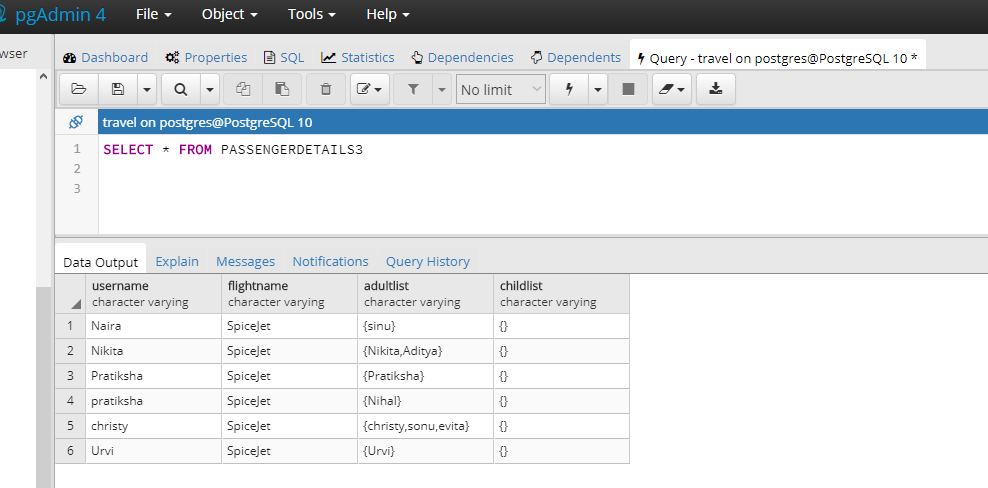 pgAdmin 4 File Object Tools Help
wser Dashboard Properties SQL Statistics Dependencies Dependents Query - travel on postgres@PostgreSQL 10 *
No limit
travel on postgres@PostgreSQL 10
1 SELECT * FROM PASSENGERDETAILS3
2
3
Data Output Explain Messages Notifications Query History
username flightname adultlist childlist
character varying character varying character varying character varying
1 Naira SpiceJet {sinu} {}
2 Nikita SpiceJet {Nikita,Aditya} {}
3 Pratiksha SpiceJet {Pratiksha} {}
4 pratiksha SpiceJet {Nihal} {}
5 christy SpiceJet {christy,sonu,evita} {}
6 Urvi SpiceJet {Urvi} {}